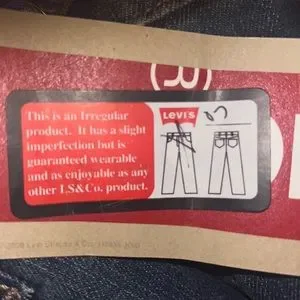 ®
This is an Irregular
product. It has a slight
imperfection but is
guaranteed wearable
and as enjoyable as any
other LS&Co. product.
Levi's